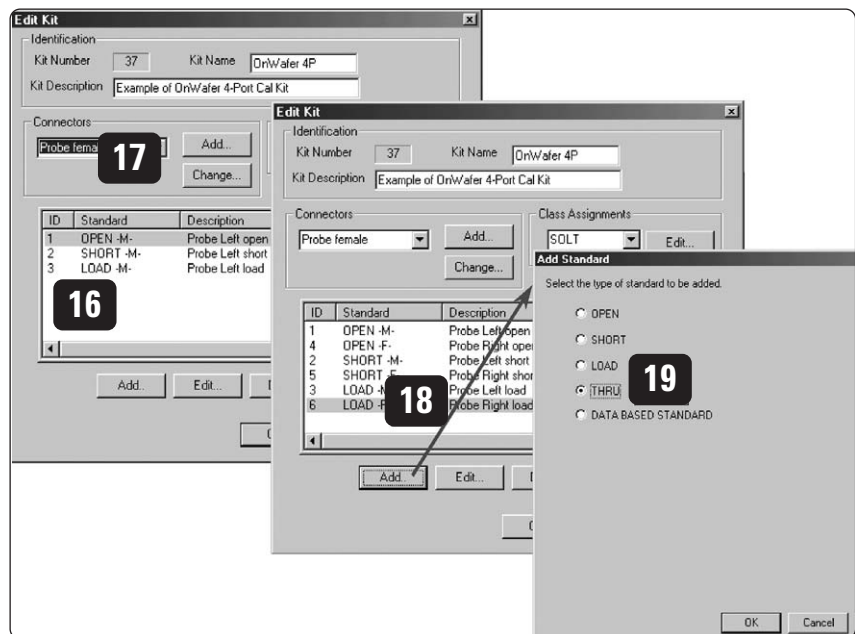 Edit Kit
Identification
Kit Number 37 Kit Name OnWafer 4P
Kit Description Example of OnWafer 4-Port Cal Kit
Connectors
Probe
17
Add...
Change...
ID Standard Description
1 OPEN -M- Probe Left open
2 SHORT -M- Probe Left short
3 LOAD -M- Probe Left load
16
Add.. Edit...
Edit Kit
Identification
Kit Number 37 Kit Name OnWafer 4P
Kit Description Example of OnWafer 4-Port Cal Kit
Connectors
Probe female Add...
Change...
Class Assignments
SOLT Edit...
ID Standard Description
1 OPEN -M- Probe Left open
4 OPEN -F- Probe Right
2 SHORT -M- Probe Left short
5 SHORT Probe Right
3 LOAD Probe Left load
6 LOAD Probe Right load
18
Add.. Edit...
Add Standard
Select the type of standard to be added.
OPEN
SHORT
LOAD
THRU
19
DATA BASED STANDARD
OK Cancel